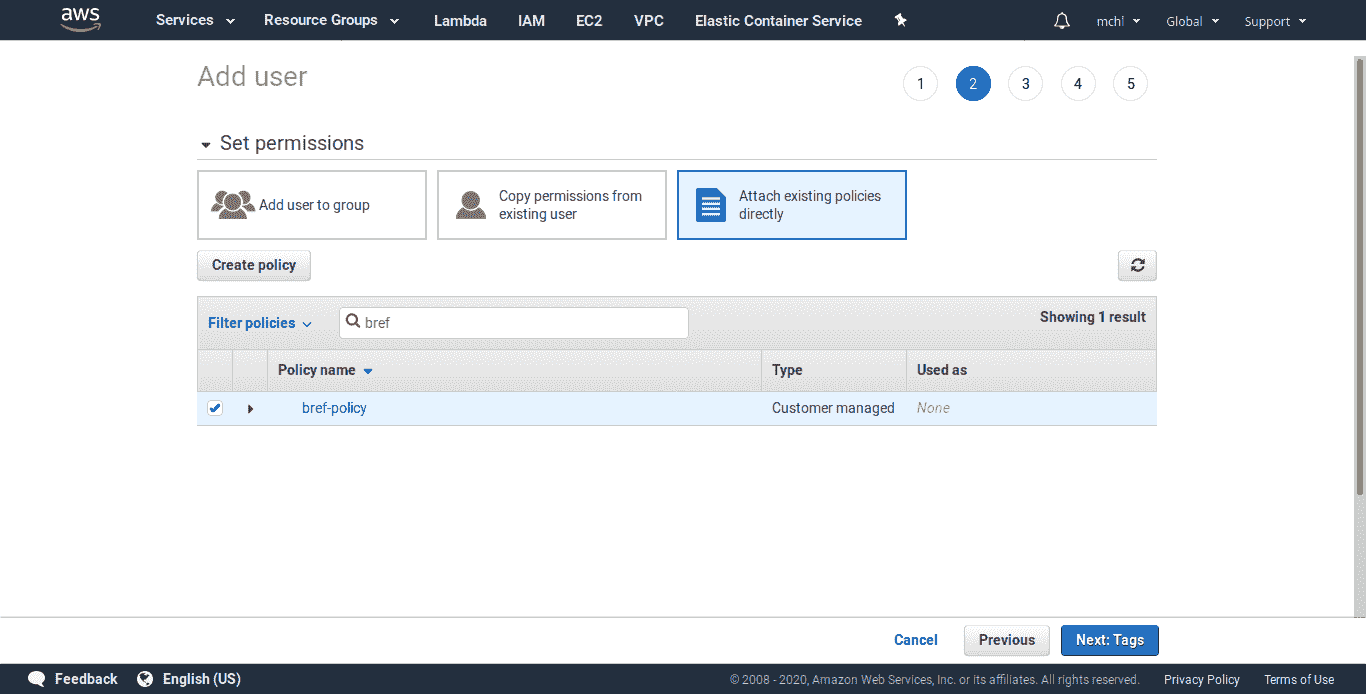 aws Services Resource Groups Lambda IAM EC2 VPC Elastic Container Service mchl Global Support
Add user
1 2 3 4 5
Set permissions
Add user to group
Copy permissions from
existing user
Attach existing policies
directly
Create policy
Filter policies bref Showing 1 result
Policy name Type Used as
bref-policy Customer managed None
Cancel Previous Next: Tags
Feedback English (US) © 2008 - 2020, Amazon Web Services, Inc. or its affiliates. All rights reserved. Privacy Policy Terms of Use